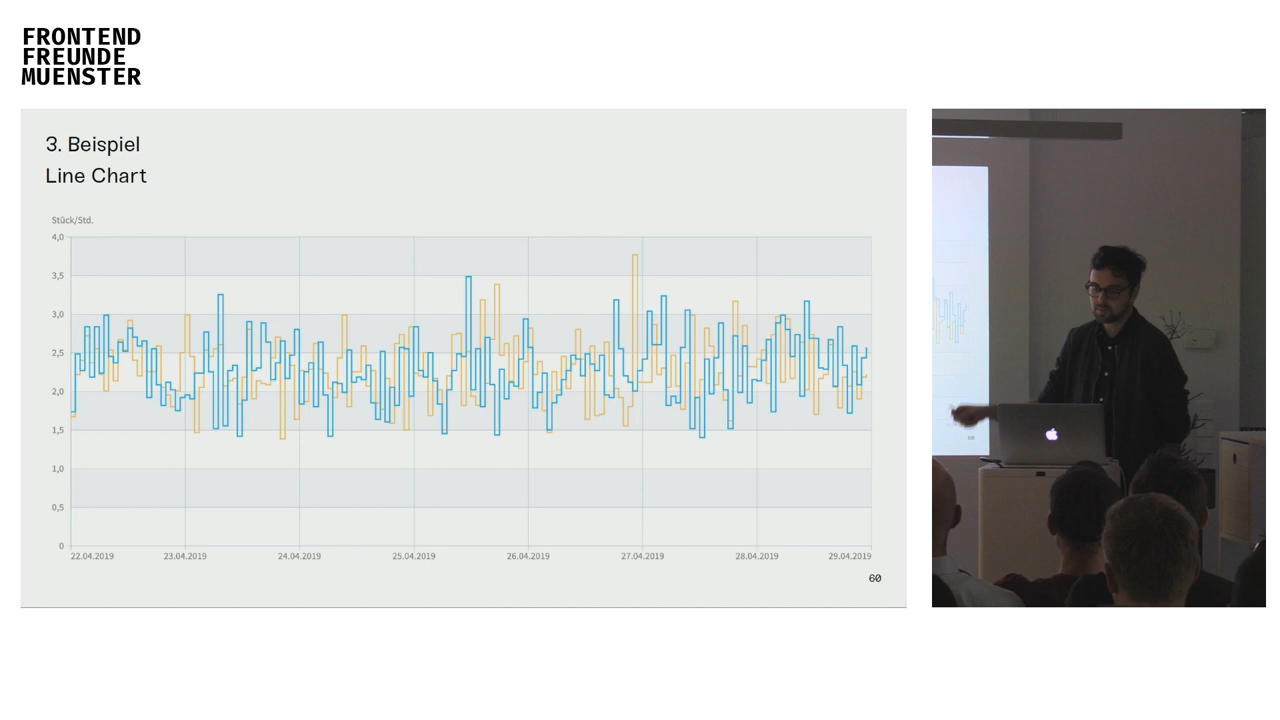 FRONTEND
FREUNDE
MUENSTER
3. Beispiel
Line Chart
Stück/Std.
4,0
3,5
3,0
2,5
2,0
1,5
1,0
0,5
0
22.04.2019 23.04.2019 24.04.2019 25.04.2019 26.04.2019 27.04.2019 28.04.2019 29.04.2019
60